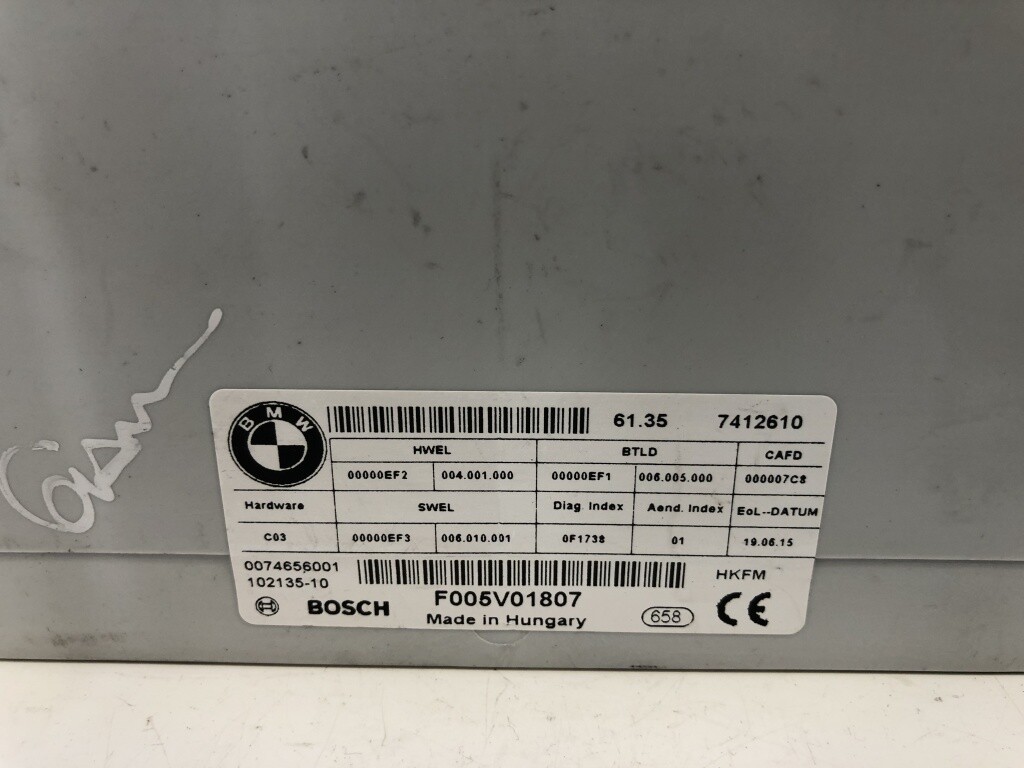 BMW
61.35 7412610
HWEL BTLD CAFD
00000EF2 004.001.000 00000EF1 006.005.000 000007C8
Hardware SWEL Diag. Index Aend. Index EoL--DATUM
C03 00000EF3 006.010.001 0F1738 01 19.06.15
0074656001
102135-10
HKFM
BOSCH F005V01807
Made in Hungary
658 CE